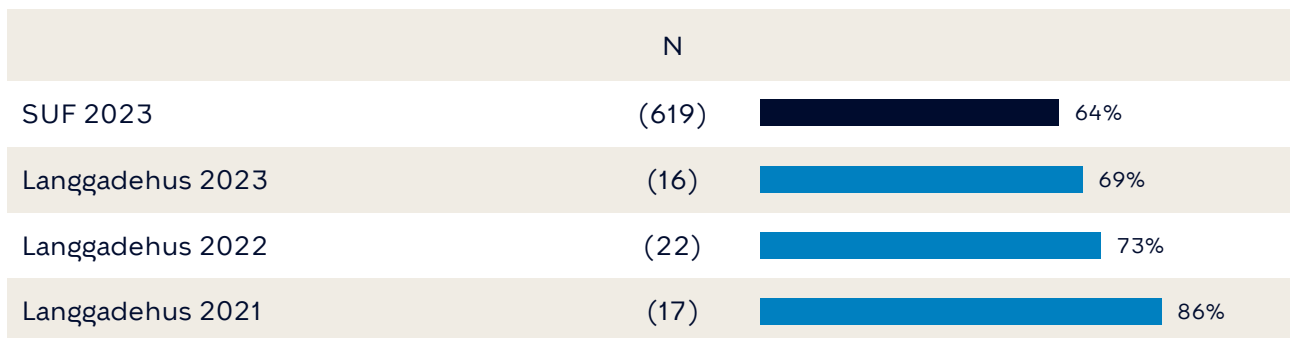 N
SUF 2023 (619) 64%
Langgadehus 2023 (16) 69%
Langgadehus 2022 (22) 73%
Langgadehus 2021 (17) 86%